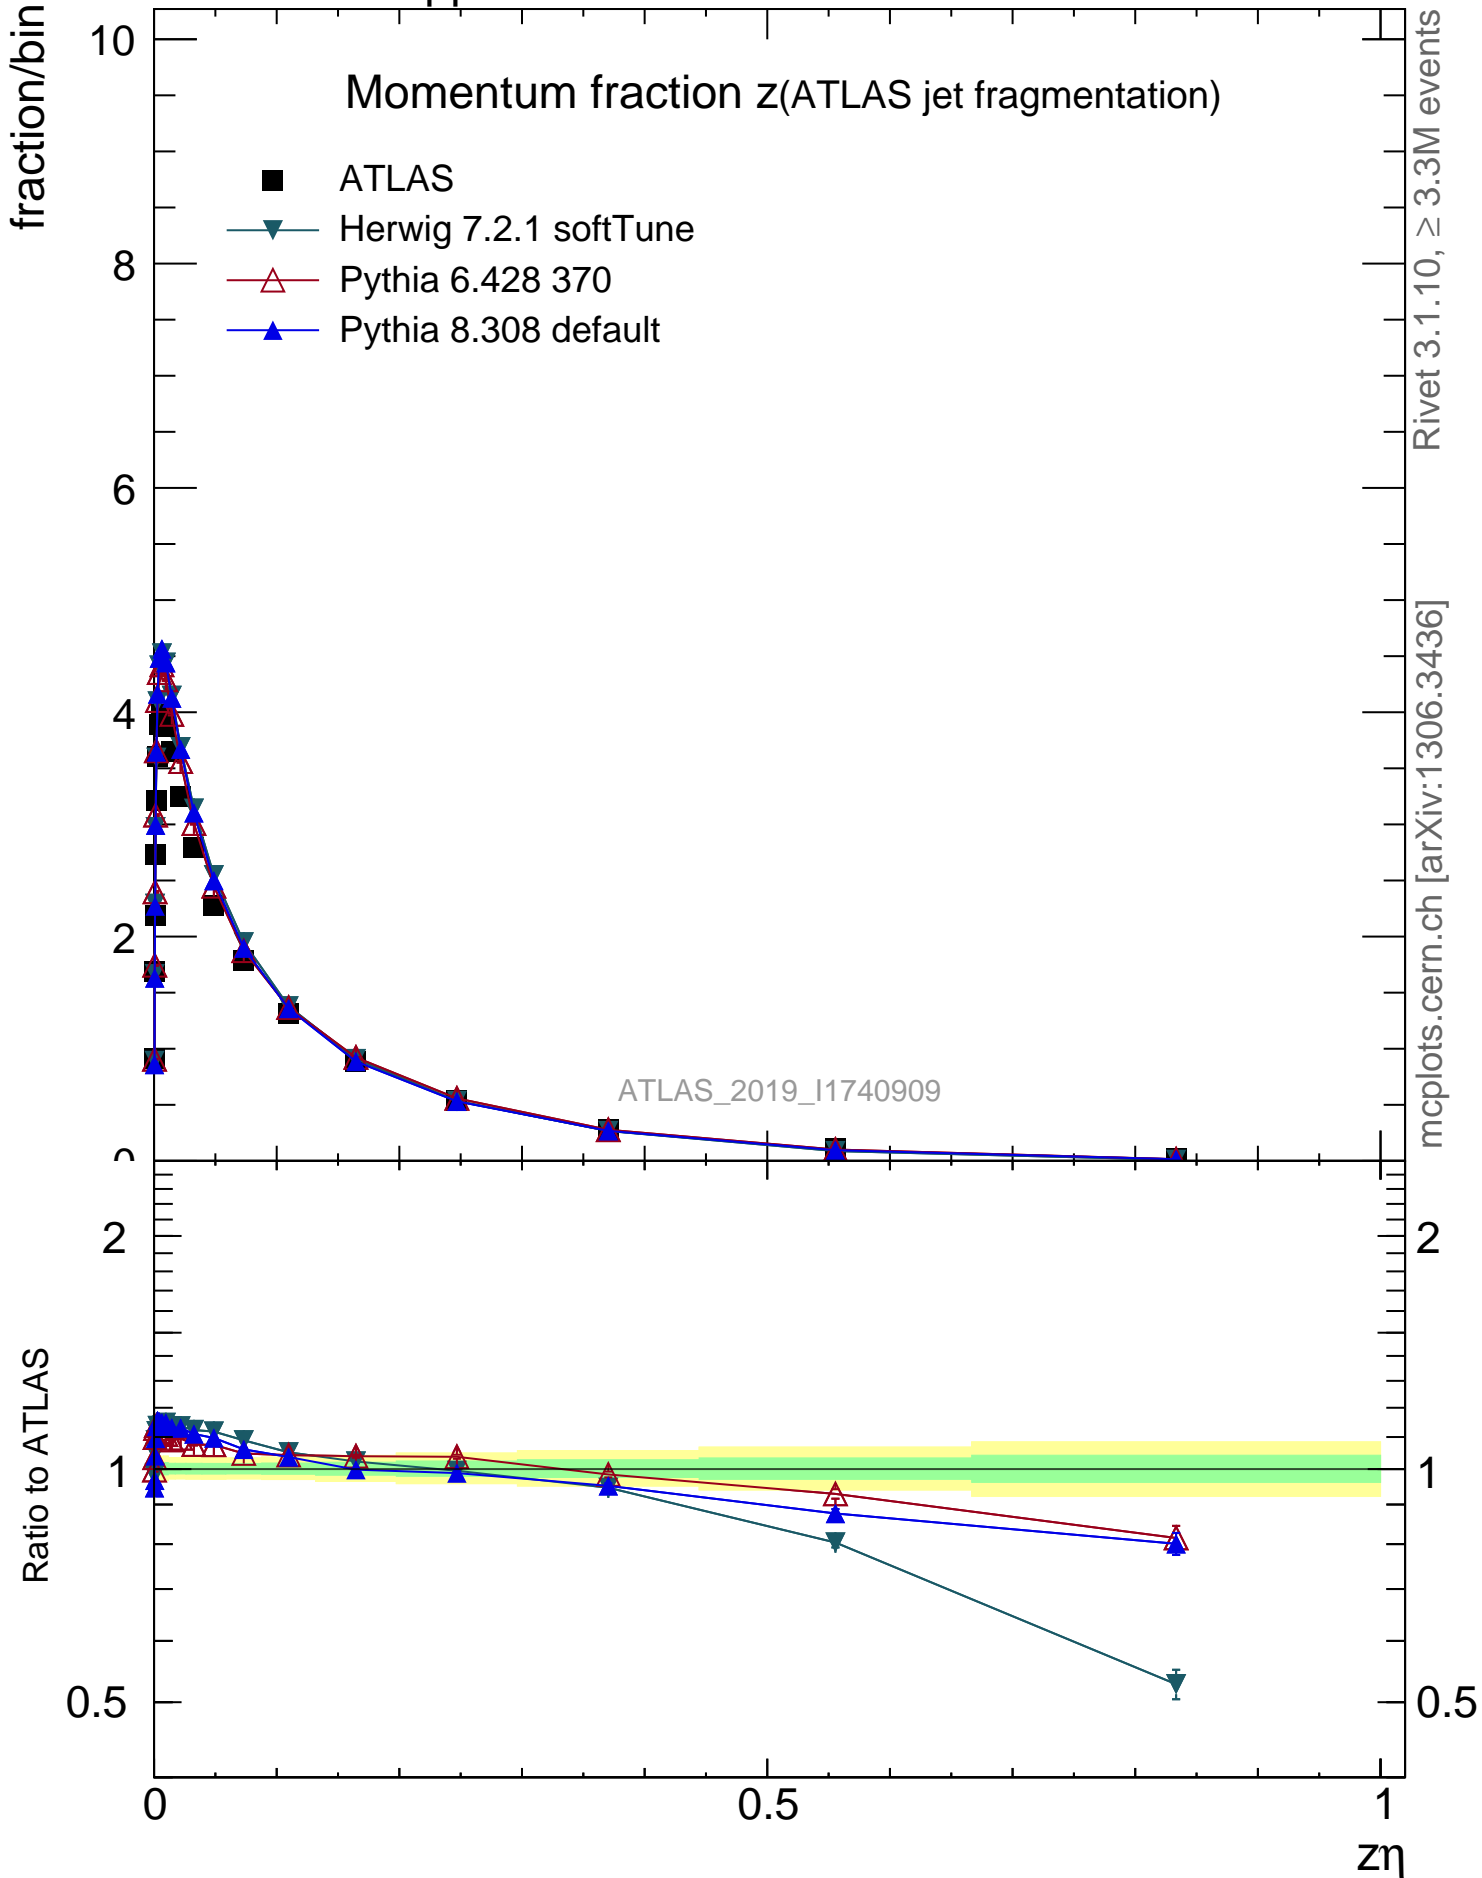 fraction/bin
10
8
6
4
2
0
Momentum fraction z(ATLAS jet fragmentation)
ATLAS
Herwig 7.2.1 softTune
Pythia 6.428 370
Pythia 8.308 default
ATLAS_2019_I1740909
Rivet 3.1.10, ≥ 3.3M events
mcplots.cern.ch [arXiv:1306.3436]
Ratio to ATLAS
2
1
0.5
2
1
0.5
0
0.5
1
zη